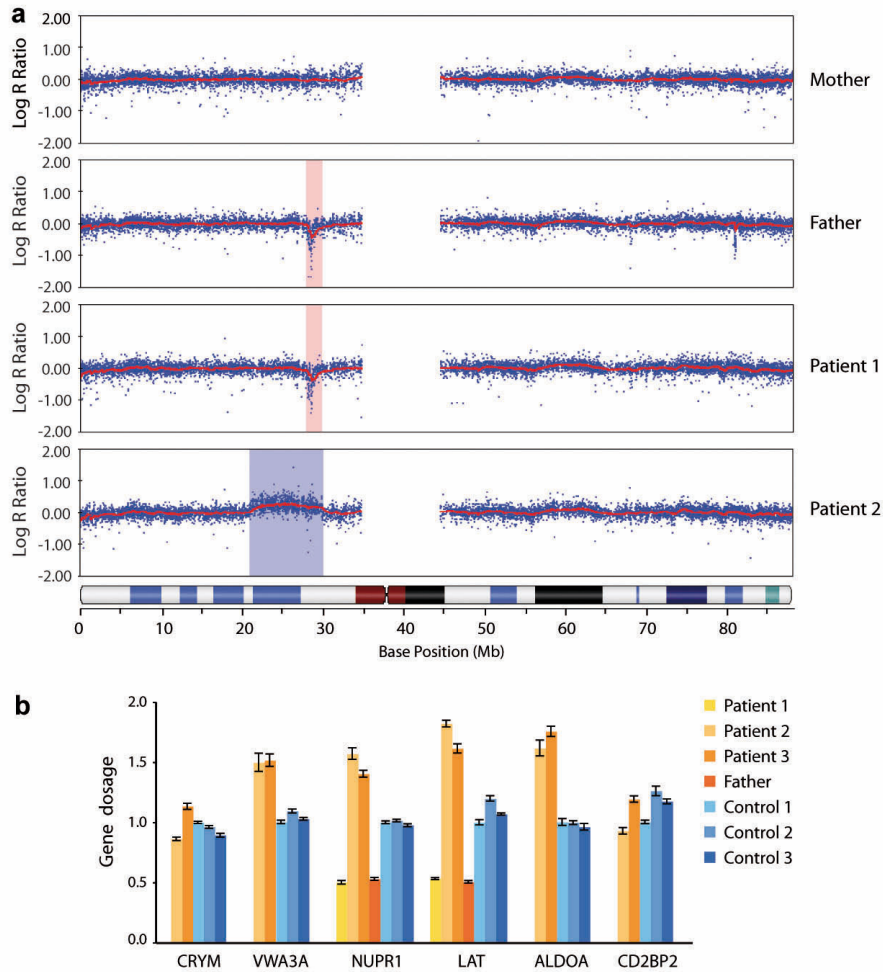 a
2.00
1.00
0.00
-1.00
-2.00
Log R Ratio
Mother
2.00
1.00
0.00
-1.00
-2.00
Log R Ratio
Father
2.00
1.00
0.00
-1.00
-2.00
Log R Ratio
Patient 1
2.00
1.00
0.00
-1.00
-2.00
Log R Ratio
Patient 2
0 10 20 30 40 50 60 70 80
Base Position (Mb)
b
2.0
1.5
1.0
0.5
0.0
Gene dosage
CRYM VWA3A NUPR1 LAT ALDOA CD2BP2
Patient 1
Patient 2
Patient 3
Father
Control 1
Control 2
Control 3